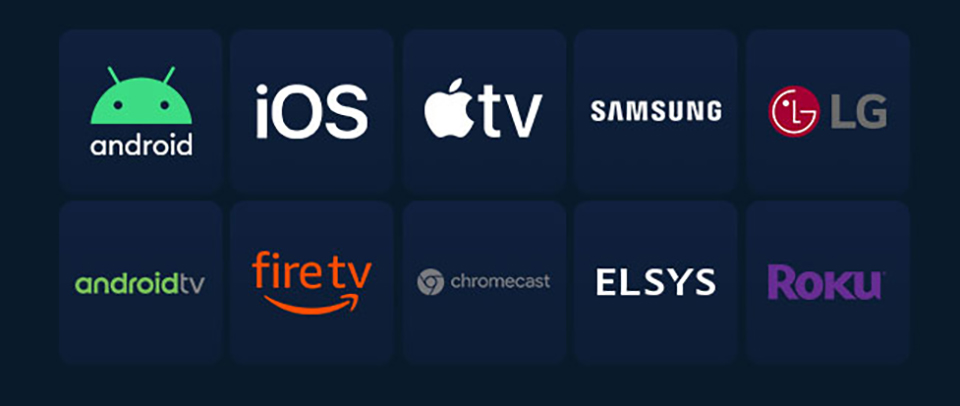 android
iOS
tv
SAMSUNG
LG
androidtv
fire tv
chromecast
ELSYS
ROKU